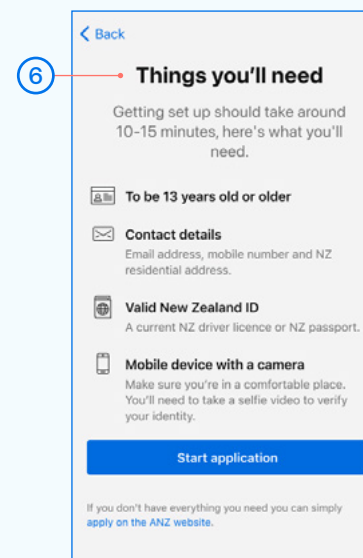 Back
6
Things you'll need
Getting set up should take around
10-15 minutes, here's what you'll
need.
To be 13 years old or older
Contact details
Email address, mobile number and NZ
residential address.
Valid New Zealand ID
A current NZ driver licence or NZ passport.
Mobile device with a camera
Make sure you're in a comfortable place.
You'll need to take a selfie video to verify
your identity.
Start application
If you don't have everything you need you can simply
apply on the ANZ website.